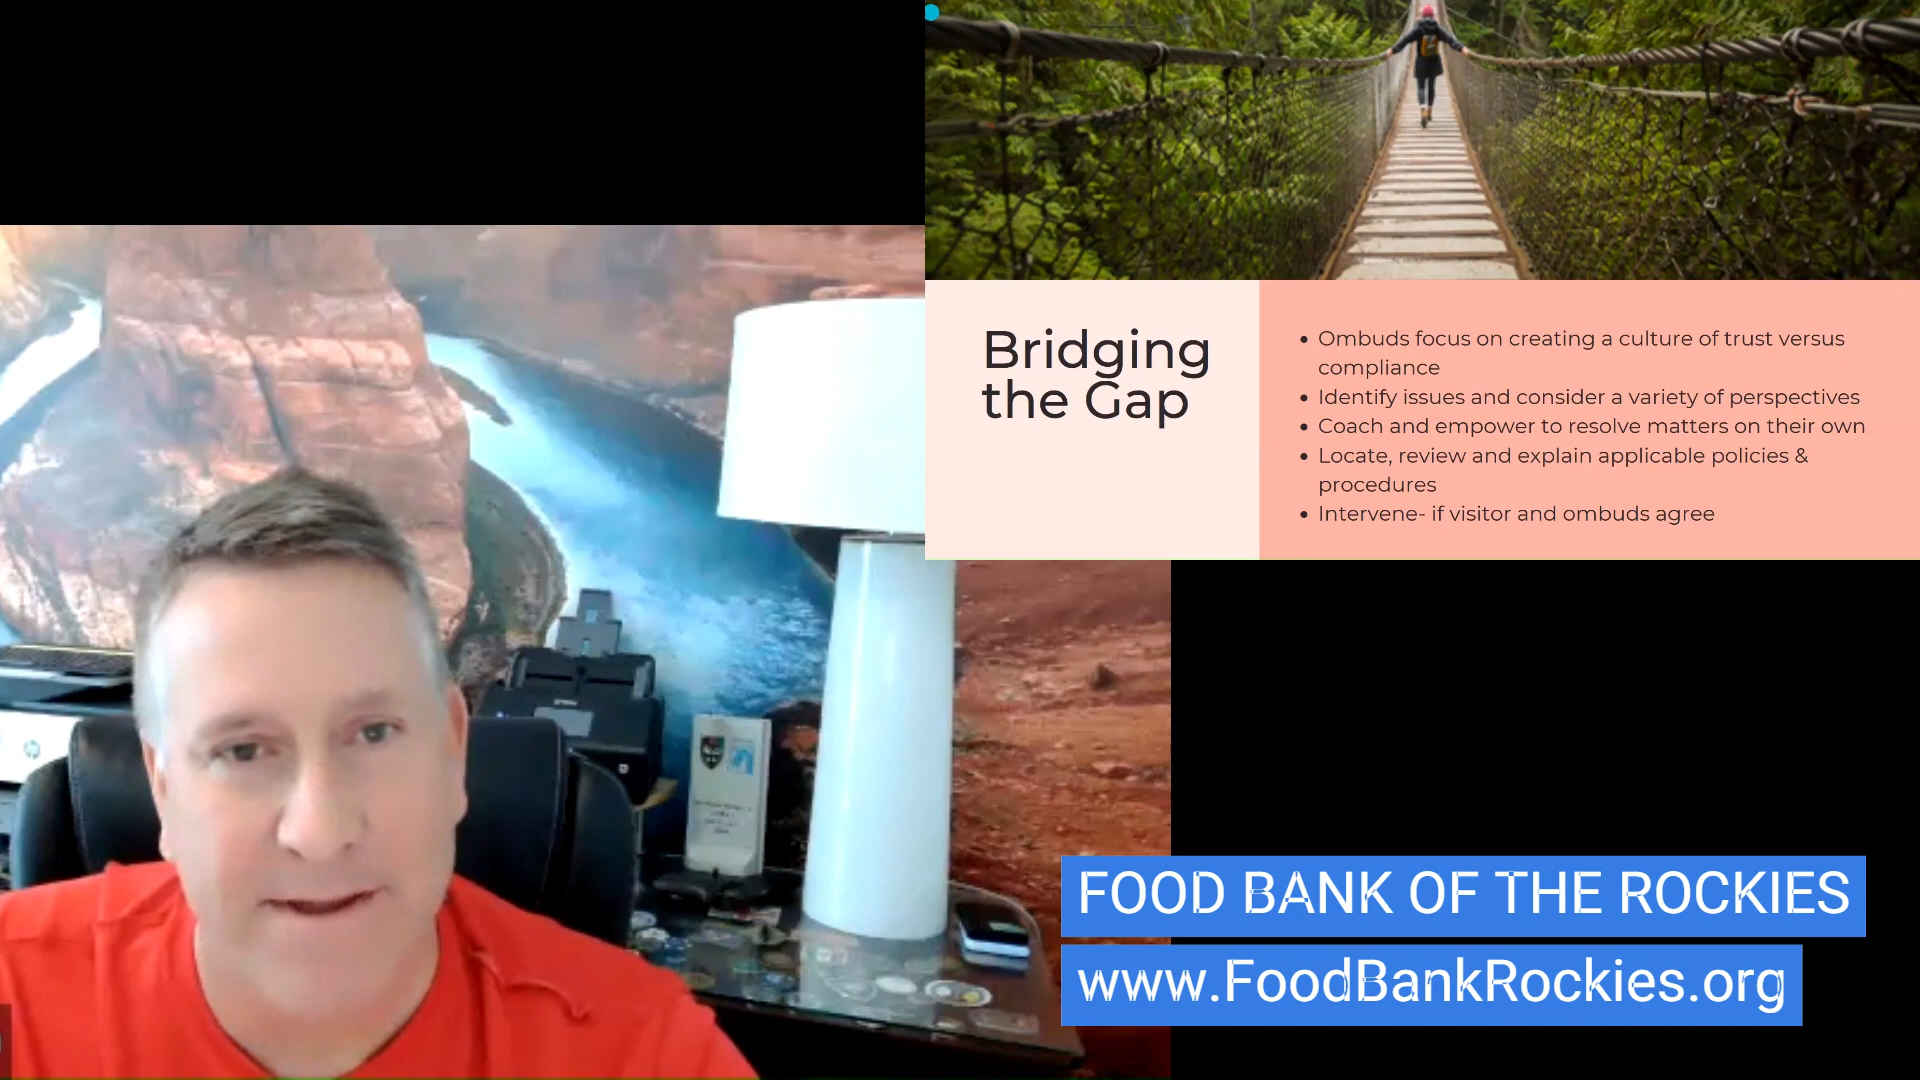 Bridging
the Gap
• Ombuds focus on creating a culture of trust versus
compliance
• Identify issues and consider a variety of perspectives
• Coach and empower to resolve matters on their own
• Locate, review and explain applicable policies &
procedures
• Intervene- if visitor and ombuds agree
EPSON
hp
FOOD BANK OF THE ROCKIES
www.FoodBankRockies.org